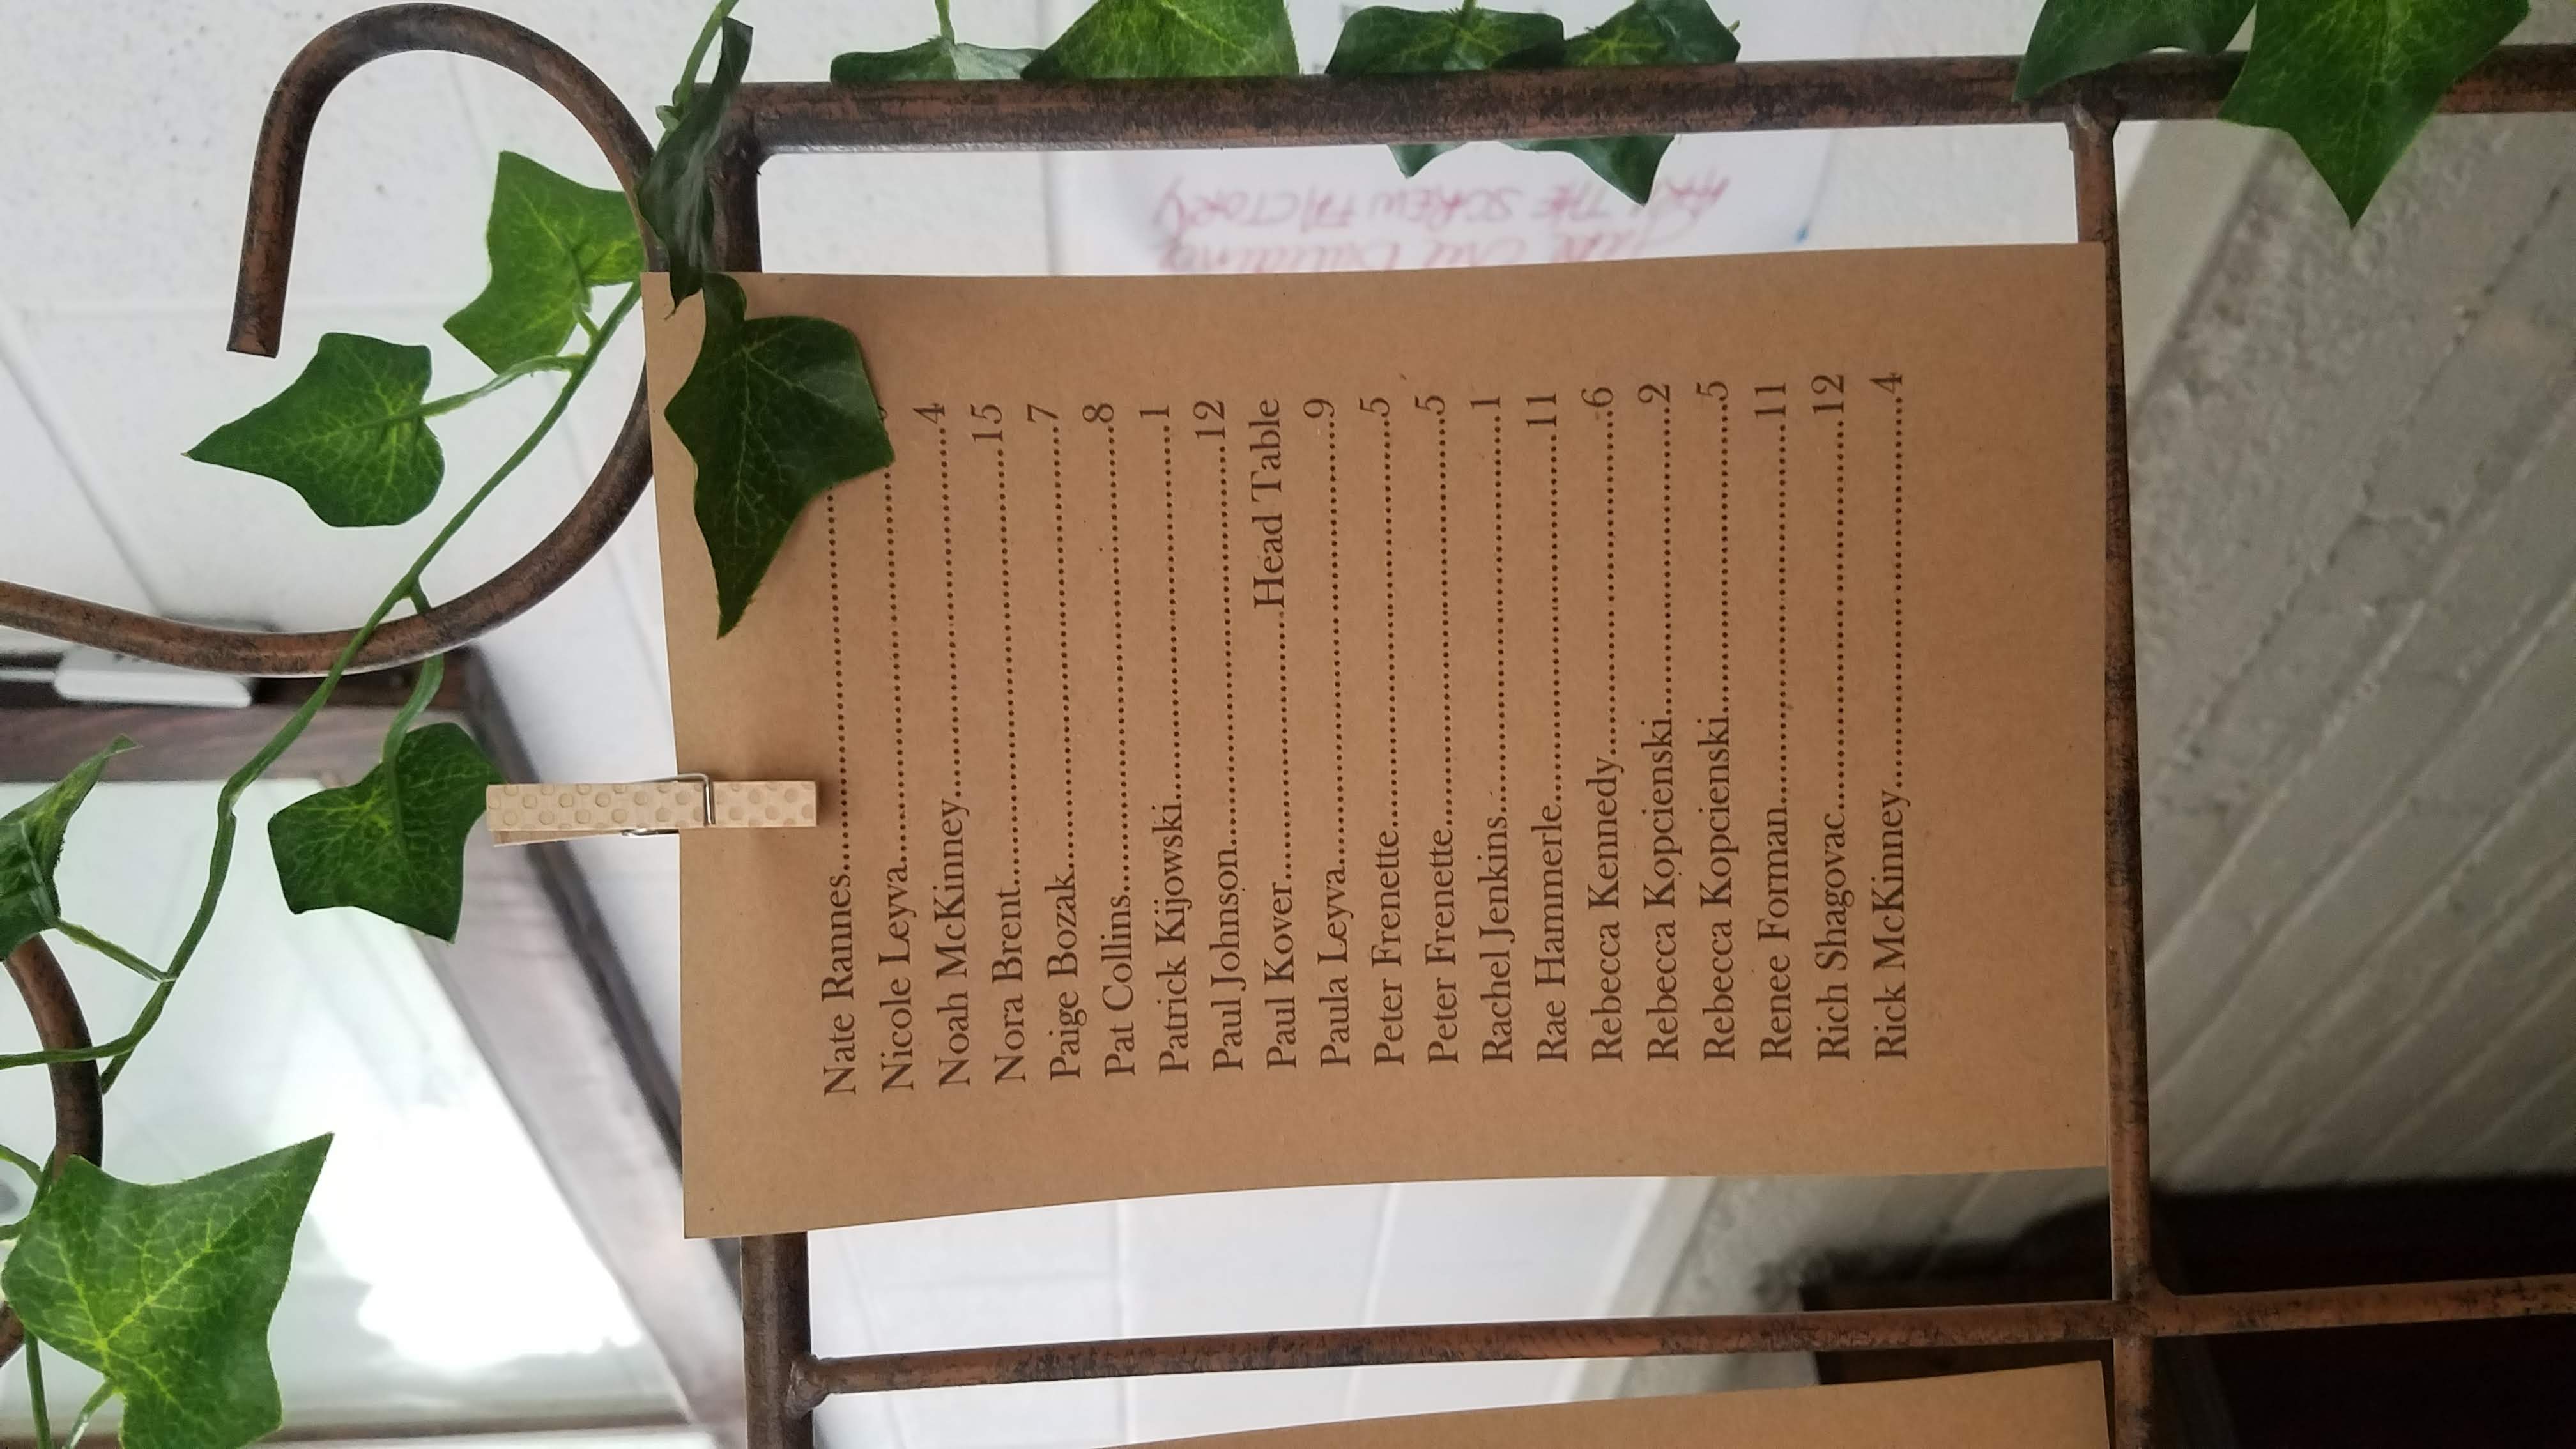 Nate Rannes..........................................
Nicole Leyva..........................................
Noah McKinney..........................................4
Nora Brent..........................................15
Paige Bozak..........................................7
Pat Collins..........................................8
Patrick Kijowski..........................................1
Paul Johnson..........................................12
Paul Kover..........................Head Table
Paula Leyva..........................................9
Peter Frenette..........................................5
Peter Frenette..........................................5
Rachel Jenkins..........................................1
Rae Hammerle..........................................11
Rebecca Kennedy..........................................6
Rebecca Kopcienski..................................2
Rebecca Kopcienski..................................5
Renee Forman..........................................11
Rich Shagovac..........................................12
Rick McKinney..........................................4
THE SCREW FACTORY